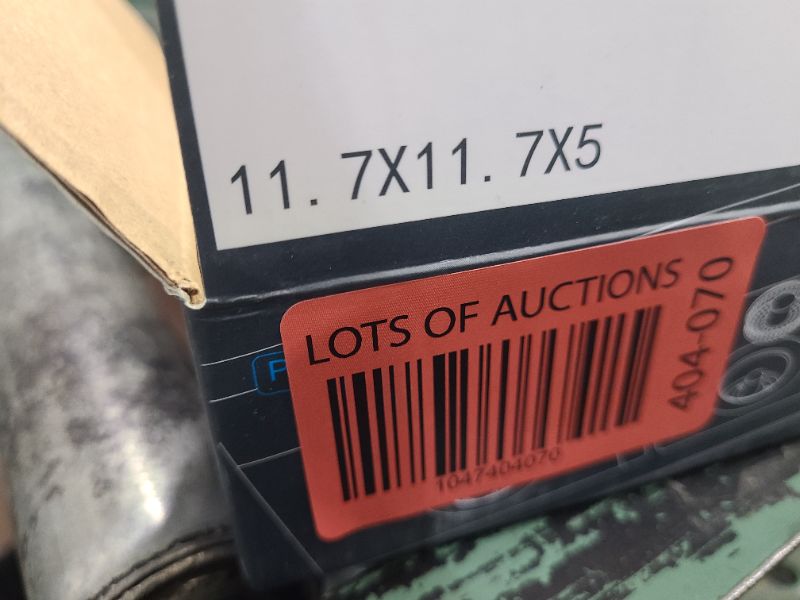 11. 7X11. 7X5
LOTS OF AUCTIONS
404-070
1047404070
P